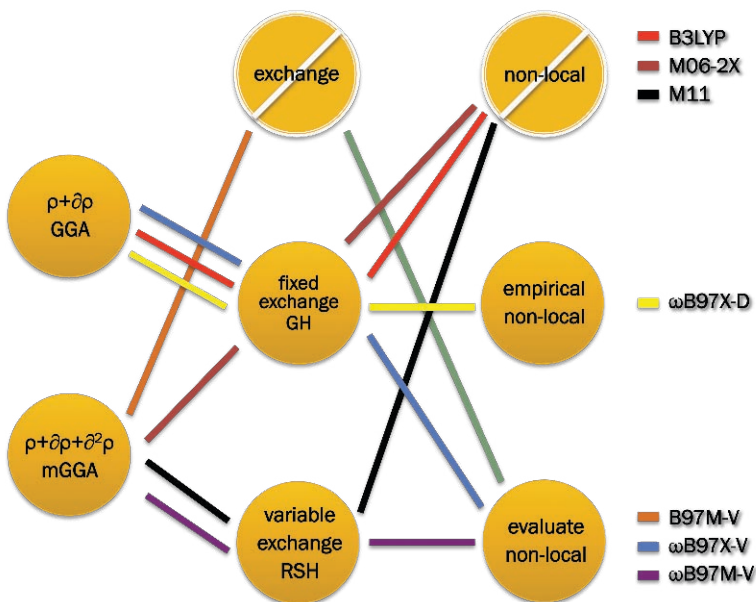 exchange
non-local
B3LYP
M06-2X
M11
ρ+∂ρ
GGA
fixed
exchange
GH
empirical
non-local
ωB97X-D
ρ+∂ρ+∂²ρ
mGGA
variable
exchange
RSH
evaluate
non-local
B97M-V
ωB97X-V
ωB97M-V